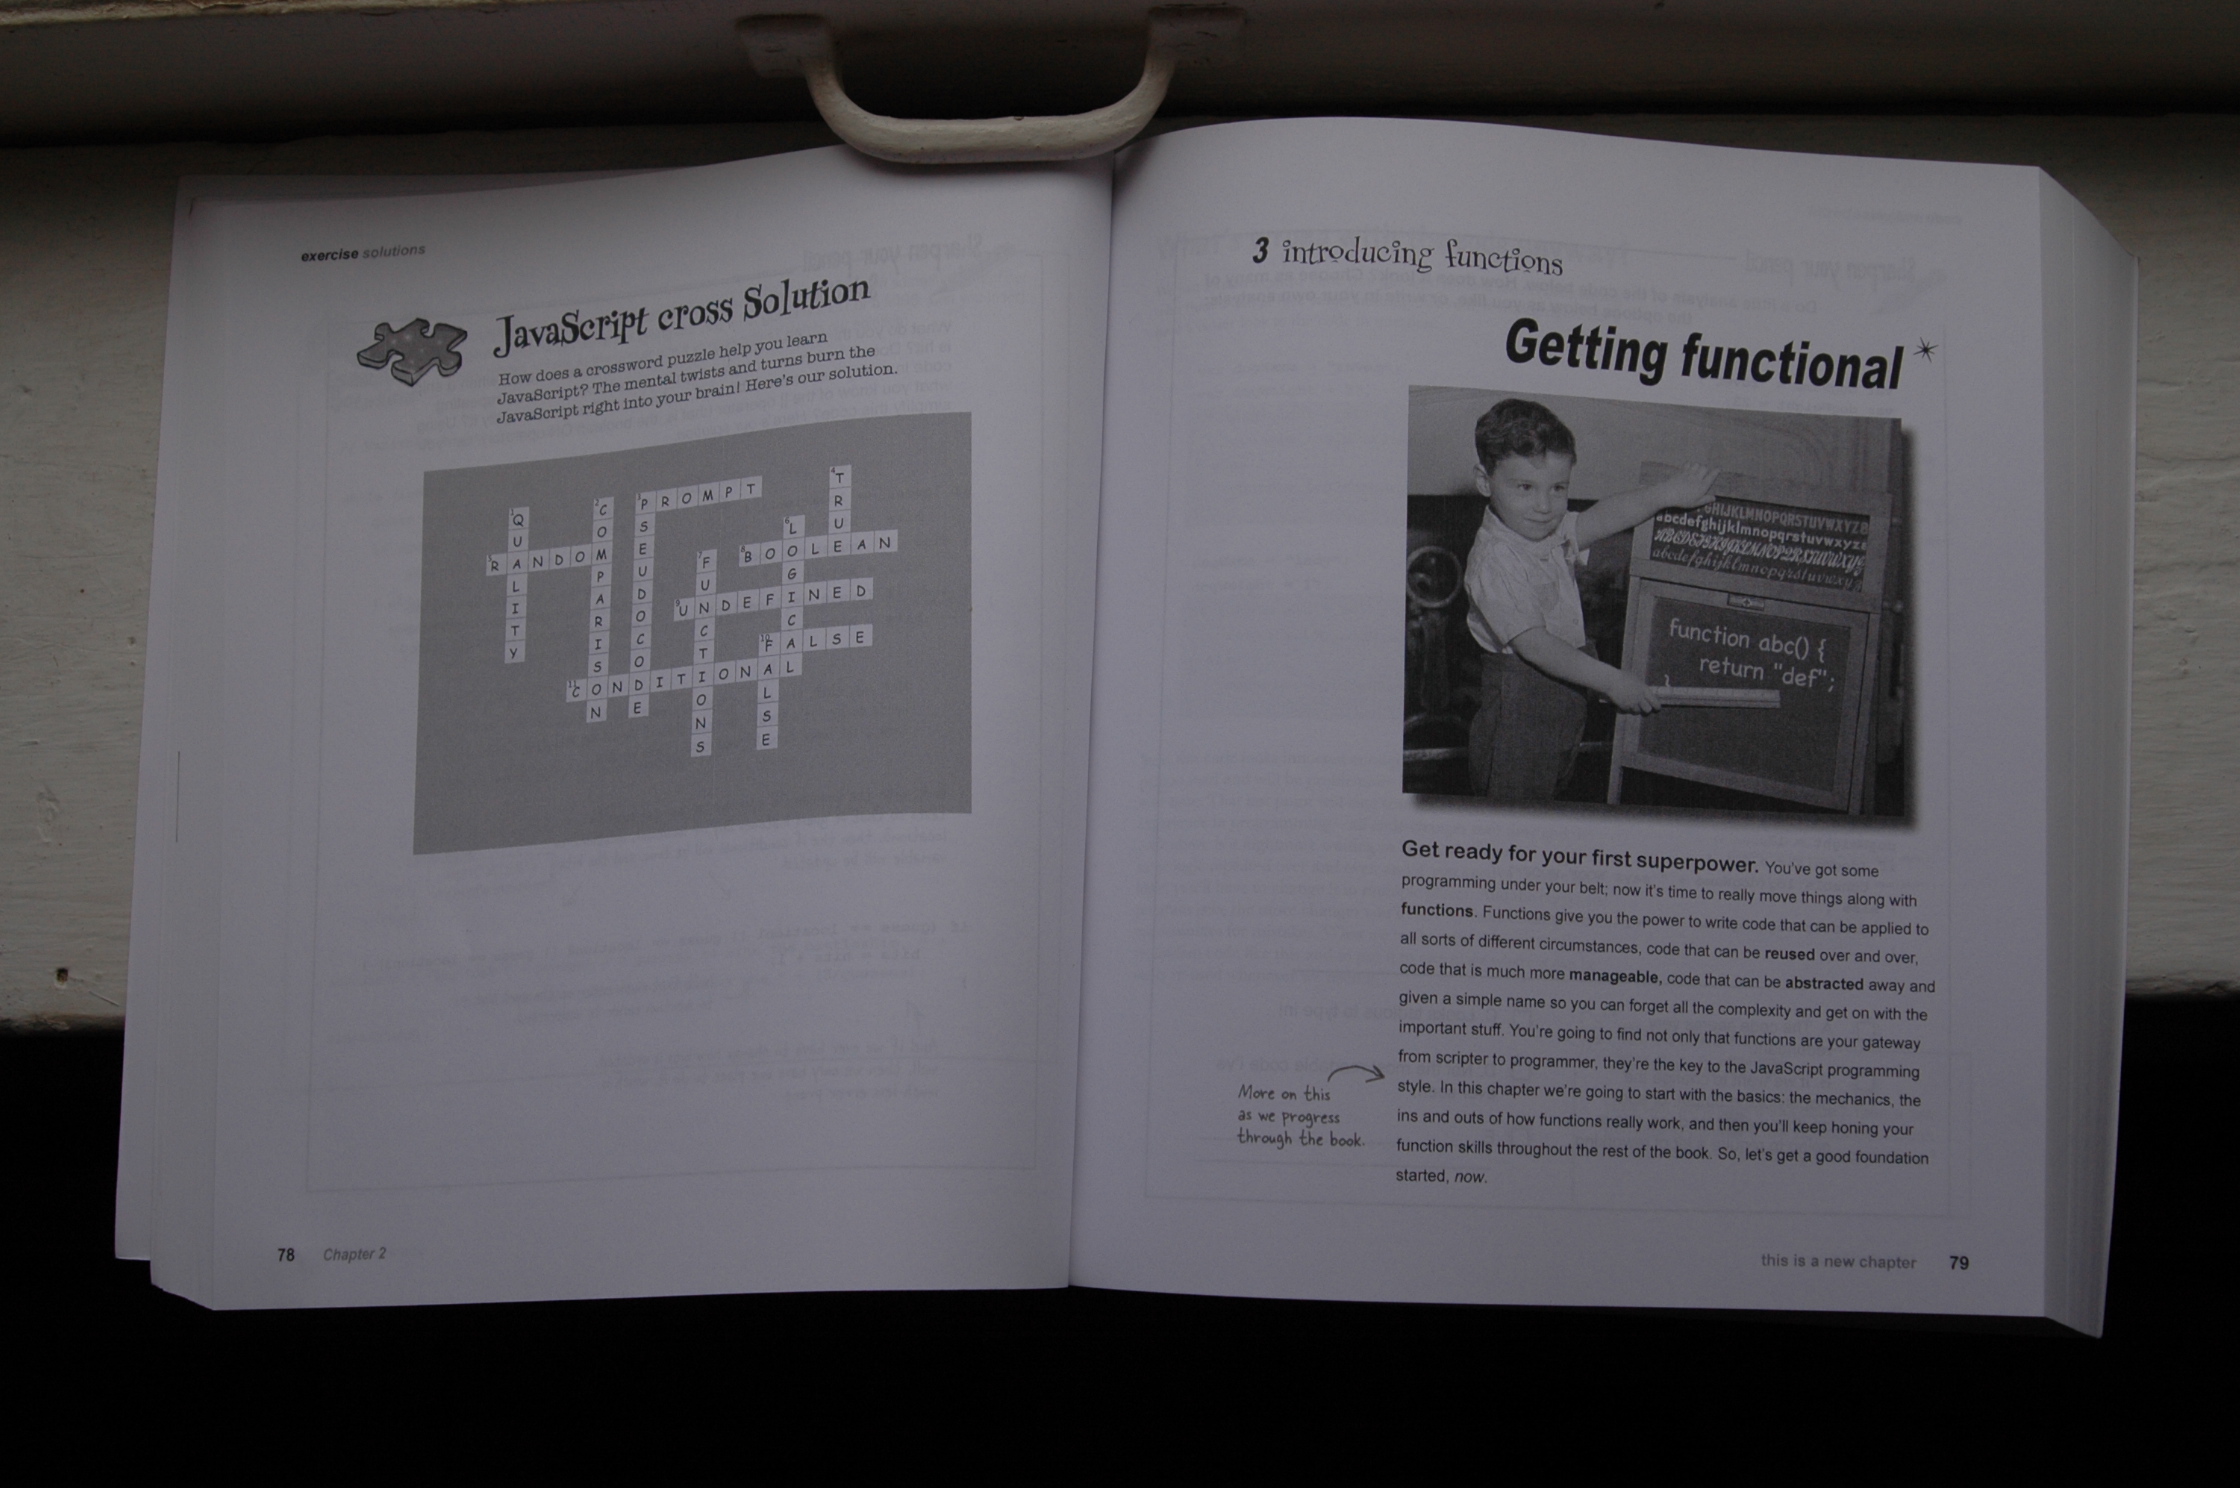 exercise solutions
JavaScript cross Solution
How does a crossword puzzle help you learn
JavaScript? The mental twists and turns burn the
JavaScript right into your brain! Here's our solution.
PROMPT
TRUE
QUALITY
COMPARISON
PSEUDOCODE
LOGICAL
RANDOM
BOOLEAN
FUNCTIONS
UNDEFINED
FALSE
FALSE
CONDITIONAL
78 Chapter 2
3 introducing functions
Getting functional *
GHIJKLMNOPQRSTUVWXYZ
abcdefghijklmnopqrstuvwxyz
ABCDEFGHIJKLMNOPQRSTUVWXYZ
abcdefghijklmnopqrstuvwxyz
function abc() {
return "def";
}
Get ready for your first superpower. You've got some
programming under your belt; now it's time to really move things along with
functions. Functions give you the power to write code that can be applied to
all sorts of different circumstances, code that can be reused over and over,
code that is much more manageable, code that can be abstracted away and
given a simple name so you can forget all the complexity and get on with the
important stuff. You're going to find not only that functions are your gateway
from scripter to programmer, they're the key to the JavaScript programming
style. In this chapter we're going to start with the basics: the mechanics, the
ins and outs of how functions really work, and then you'll keep honing your
function skills throughout the rest of the book. So, let's get a good foundation
started, now.
More on this
as we progress
through the book.
this is a new chapter 79